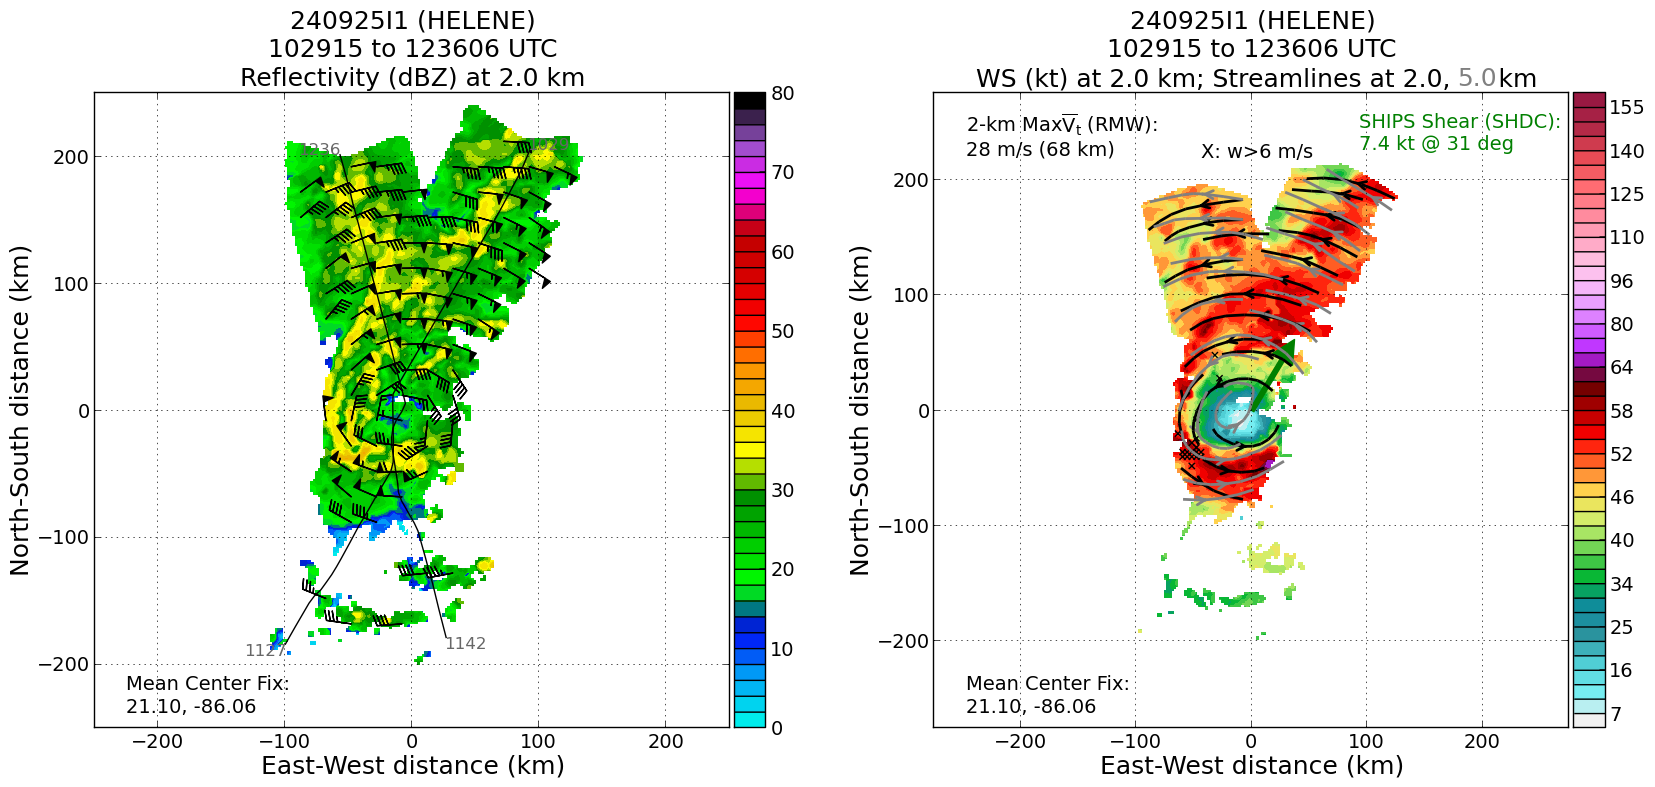 240925I1 (HELENE)
102915 to 123606 UTC
Reflectivity (dBZ) at 2.0 km
North-South distance (km)
200
100
0
−100
−200
1236
1127
1142
Mean Center Fix:
21.10, -86.06
−200 −100 0 100 200
East-West distance (km)
80
70
60
50
40
30
20
10
0
240925I1 (HELENE)
102915 to 123606 UTC
WS (kt) at 2.0 km; Streamlines at 2.0, 5.0km
North-South distance (km)
200
100
0
−100
−200
2-km MaxV̅t (RMW):
28 m/s (68 km)
X: w>6 m/s
SHIPS Shear (SHDC):
7.4 kt @ 31 deg
Mean Center Fix:
21.10, -86.06
−200 −100 0 100 200
East-West distance (km)
155
140
125
110
96
80
64
58
52
46
40
34
25
16
7